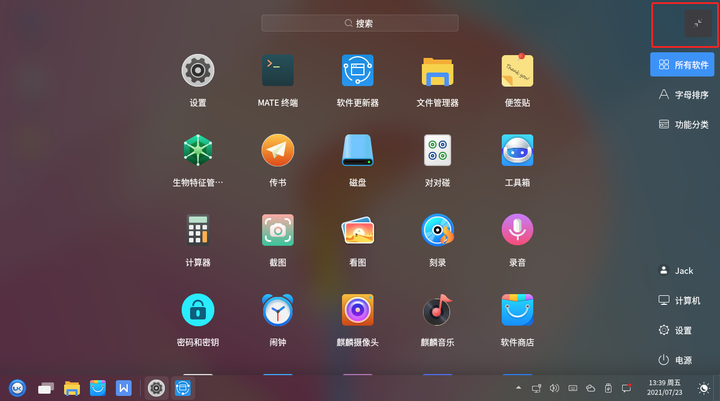 搜索
所有软件
字母排序
功能分类
设置
MATE 终端
软件更新器
文件管理器
便签贴
生物特征管···
传书
磁盘
对对碰
工具箱
计算器
截图
看图
刻录
录音
密码和密钥
闹钟
麒麟摄像头
麒麟音乐
软件商店
Jack
计算机
设置
电源
13:39 周五
2021/07/23